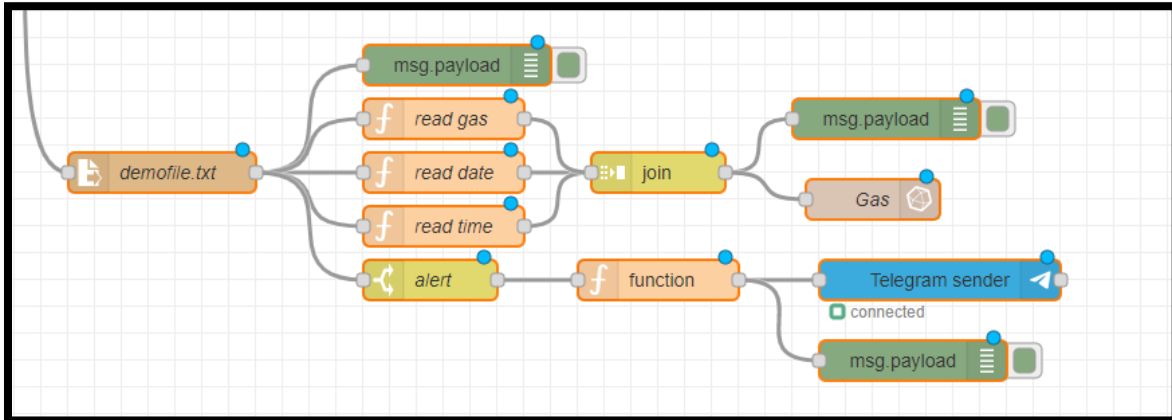 msg.payload
read gas
msg.payload
demofile.txt
read date
join
Gas
read time
alert
function
Telegram sender
connected
msg.payload